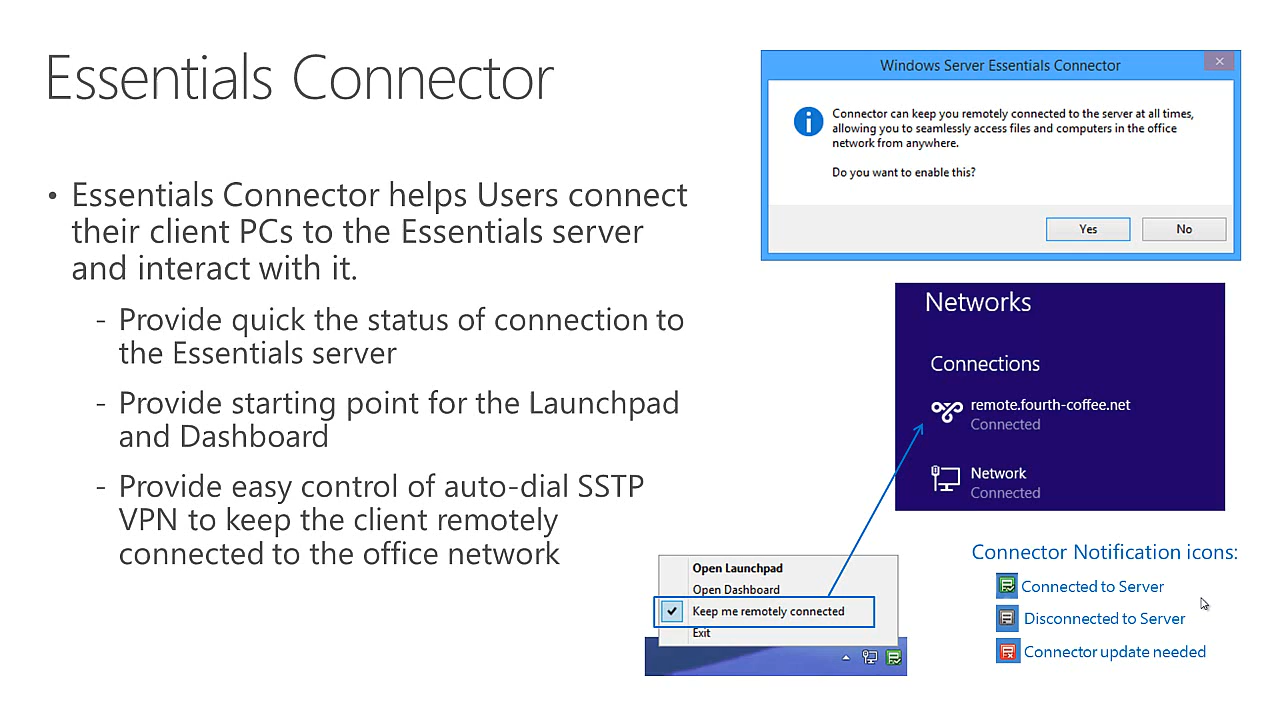 Essentials Connector
• Essentials Connector helps Users connect
their client PCs to the Essentials server
and interact with it.
- Provide quick the status of connection to
the Essentials server
- Provide starting point for the Launchpad
and Dashboard
- Provide easy control of auto-dial SSTP
VPN to keep the client remotely
connected to the office network
Windows Server Essentials Connector
Connector can keep you remotely connected to the server at all times,
allowing you to seamlessly access files and computers in the office
network from anywhere.
Do you want to enable this?
Yes
No
Networks
Connections
remote.fourth-coffee.net
Connected
Network
Connected
Open Launchpad
Open Dashboard
Keep me remotely connected
Exit
Connector Notification icons:
Connected to Server
Disconnected to Server
Connector update needed